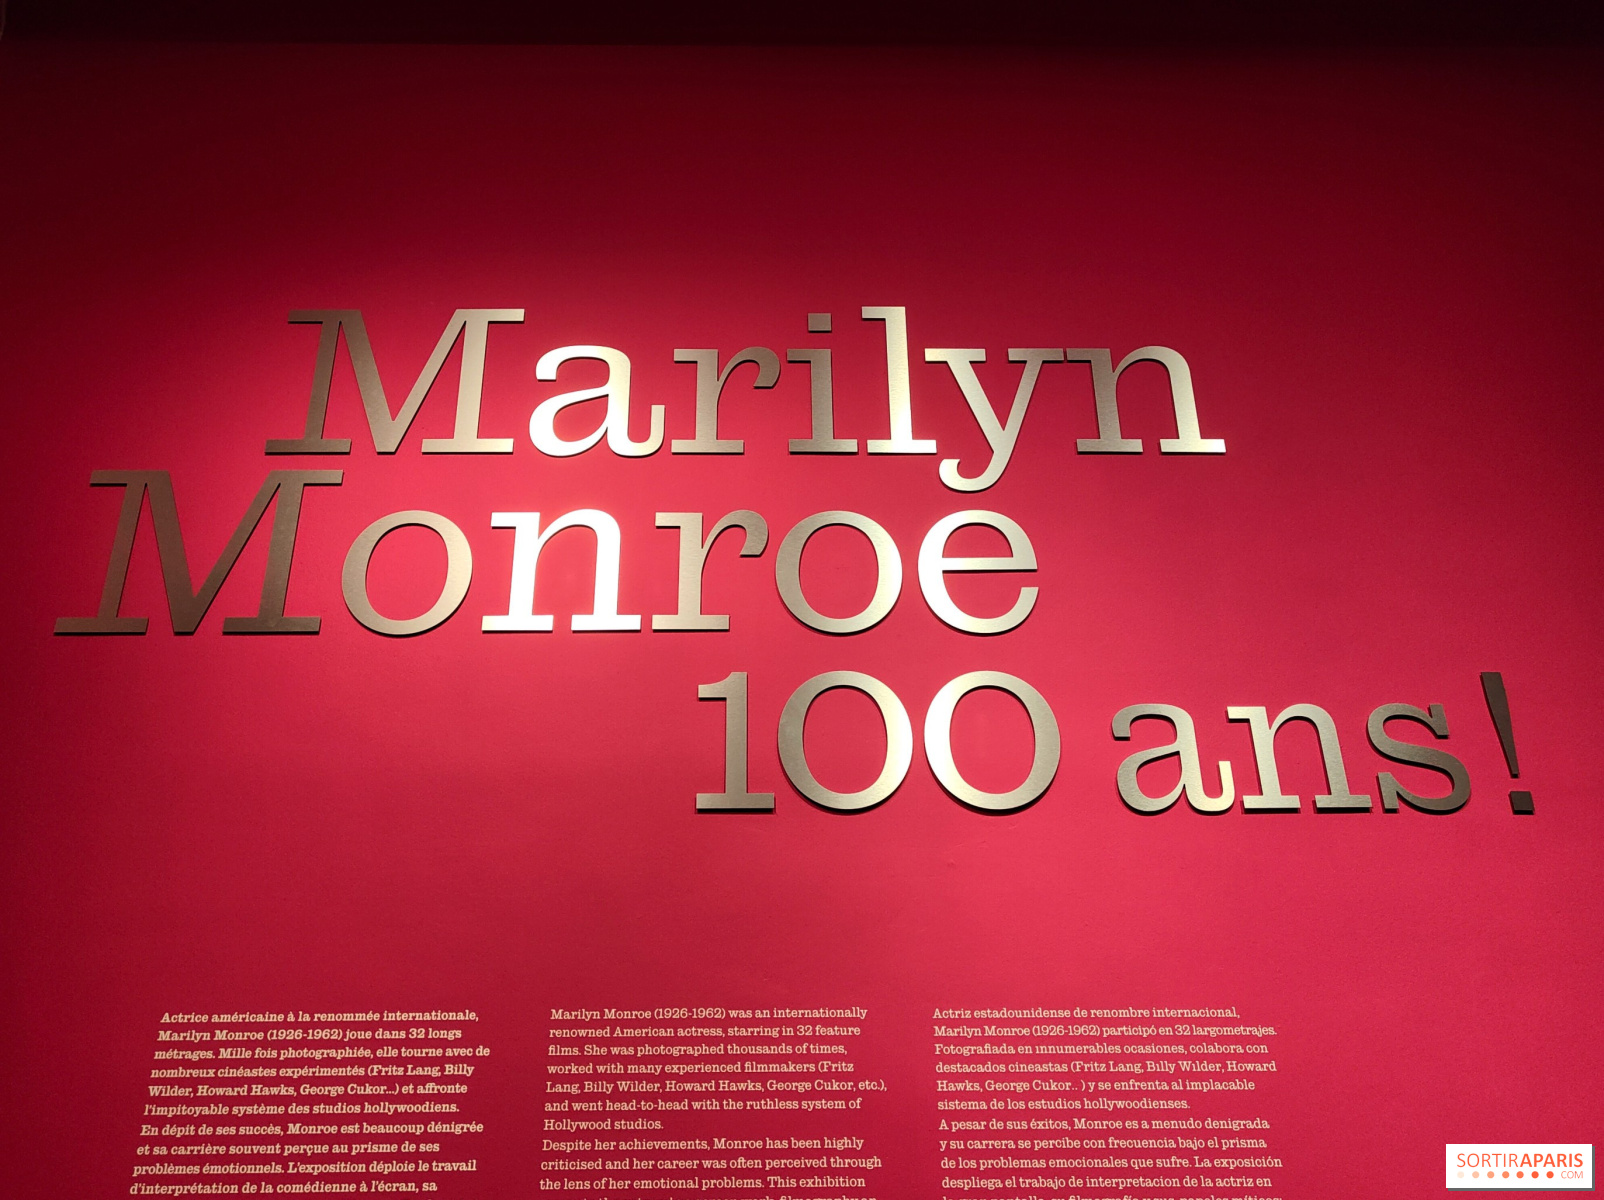 Marilyn
Monroe
100 ans!
Actrice américaine à la renommée internationale,
Marilyn Monroe (1926-1962) joue dans 32 longs
métrages. Mille fois photographiée, elle tourne avec de
nombreux cinéastes expérimentés (Fritz Lang, Billy
Wilder, Howard Hawks, George Cukor...) et affronte
l'impitoyable système des studios hollywoodiens.
En dépit de ses succès, Monroe est beaucoup dénigrée
et sa carrière souvent perçue au prisme de ses
problèmes émotionnels. L'exposition déploie le travail
d'interprétation de la comédienne à l'écran, sa
Marilyn Monroe (1926-1962) was an internationally
renowned American actress, starring in 32 feature
films. She was photographed thousands of times,
worked with many experienced filmmakers (Fritz
Lang, Billy Wilder, Howard Hawks, George Cukor, etc.),
and went head-to-head with the ruthless system of
Hollywood studios.
Despite her achievements, Monroe has been highly
criticised and her career was often perceived through
the lens of her emotional problems. This exhibition
Actriz estadounidense de renombre internacional,
Marilyn Monroe (1926-1962) participó en 32 largometrajes.
Fotografiada en innumerables ocasiones, colabora con
destacados cineastas (Fritz Lang, Billy Wilder, Howard
Hawks, George Cukor.. ) y se enfrenta al implacable
sistema de los estudios hollywoodienses.
A pesar de sus éxitos, Monroe es a menudo denigrada
y su carrera se percibe con frecuencia bajo el prisma
de los problemas emocionales que sufre. La exposición
despliega el trabajo de interpretacion de la actriz en
SORTIRAPARIS
.COM